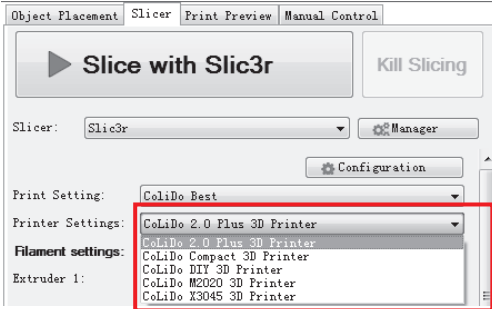 Object Placement Slicer Print Preview Manual Control
Slice with Slic3r Kill Slicing
Slicer: Slic3r Manager
Configuration
Print Setting: ColiDo Best
Printer Settings: CoLiDo 2.0 Plus 3D Printer
Filament settings: CoLiDo 2.0 Plus 3D Printer
CoLiDo Compact 3D Printer
CoLiDo DIY 3D Printer
Extruder 1: CoLiDo M2020 3D Printer
CoLiDo X3045 3D Printer